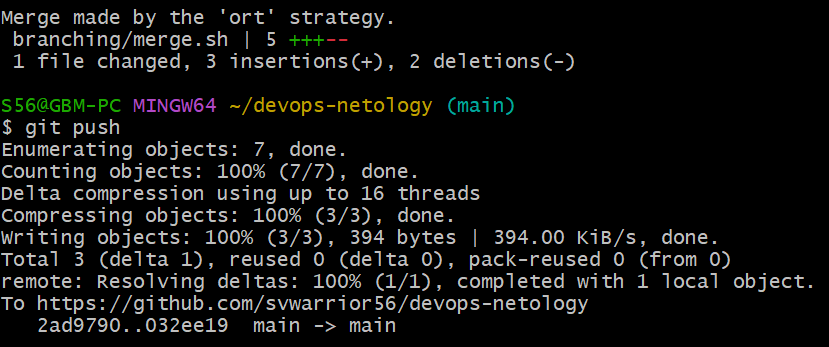 Merge made by the 'ort' strategy.
 branching/merge.sh | 5 +++--
 1 file changed, 3 insertions(+), 2 deletions(-)

S56@GBM-PC MINGW64 ~/devops-netology (main)
$ git push
Enumerating objects: 7, done.
Counting objects: 100% (7/7), done.
Delta compression using up to 16 threads
Compressing objects: 100% (3/3), done.
Writing objects: 100% (3/3), 394 bytes | 394.00 KiB/s, done.
Total 3 (delta 1), reused 0 (delta 0), pack-reused 0 (from 0)
remote: Resolving deltas: 100% (1/1), completed with 1 local object.
To https://github.com/svwarrior56/devops-netology
   2ad9790..032ee19  main -> main